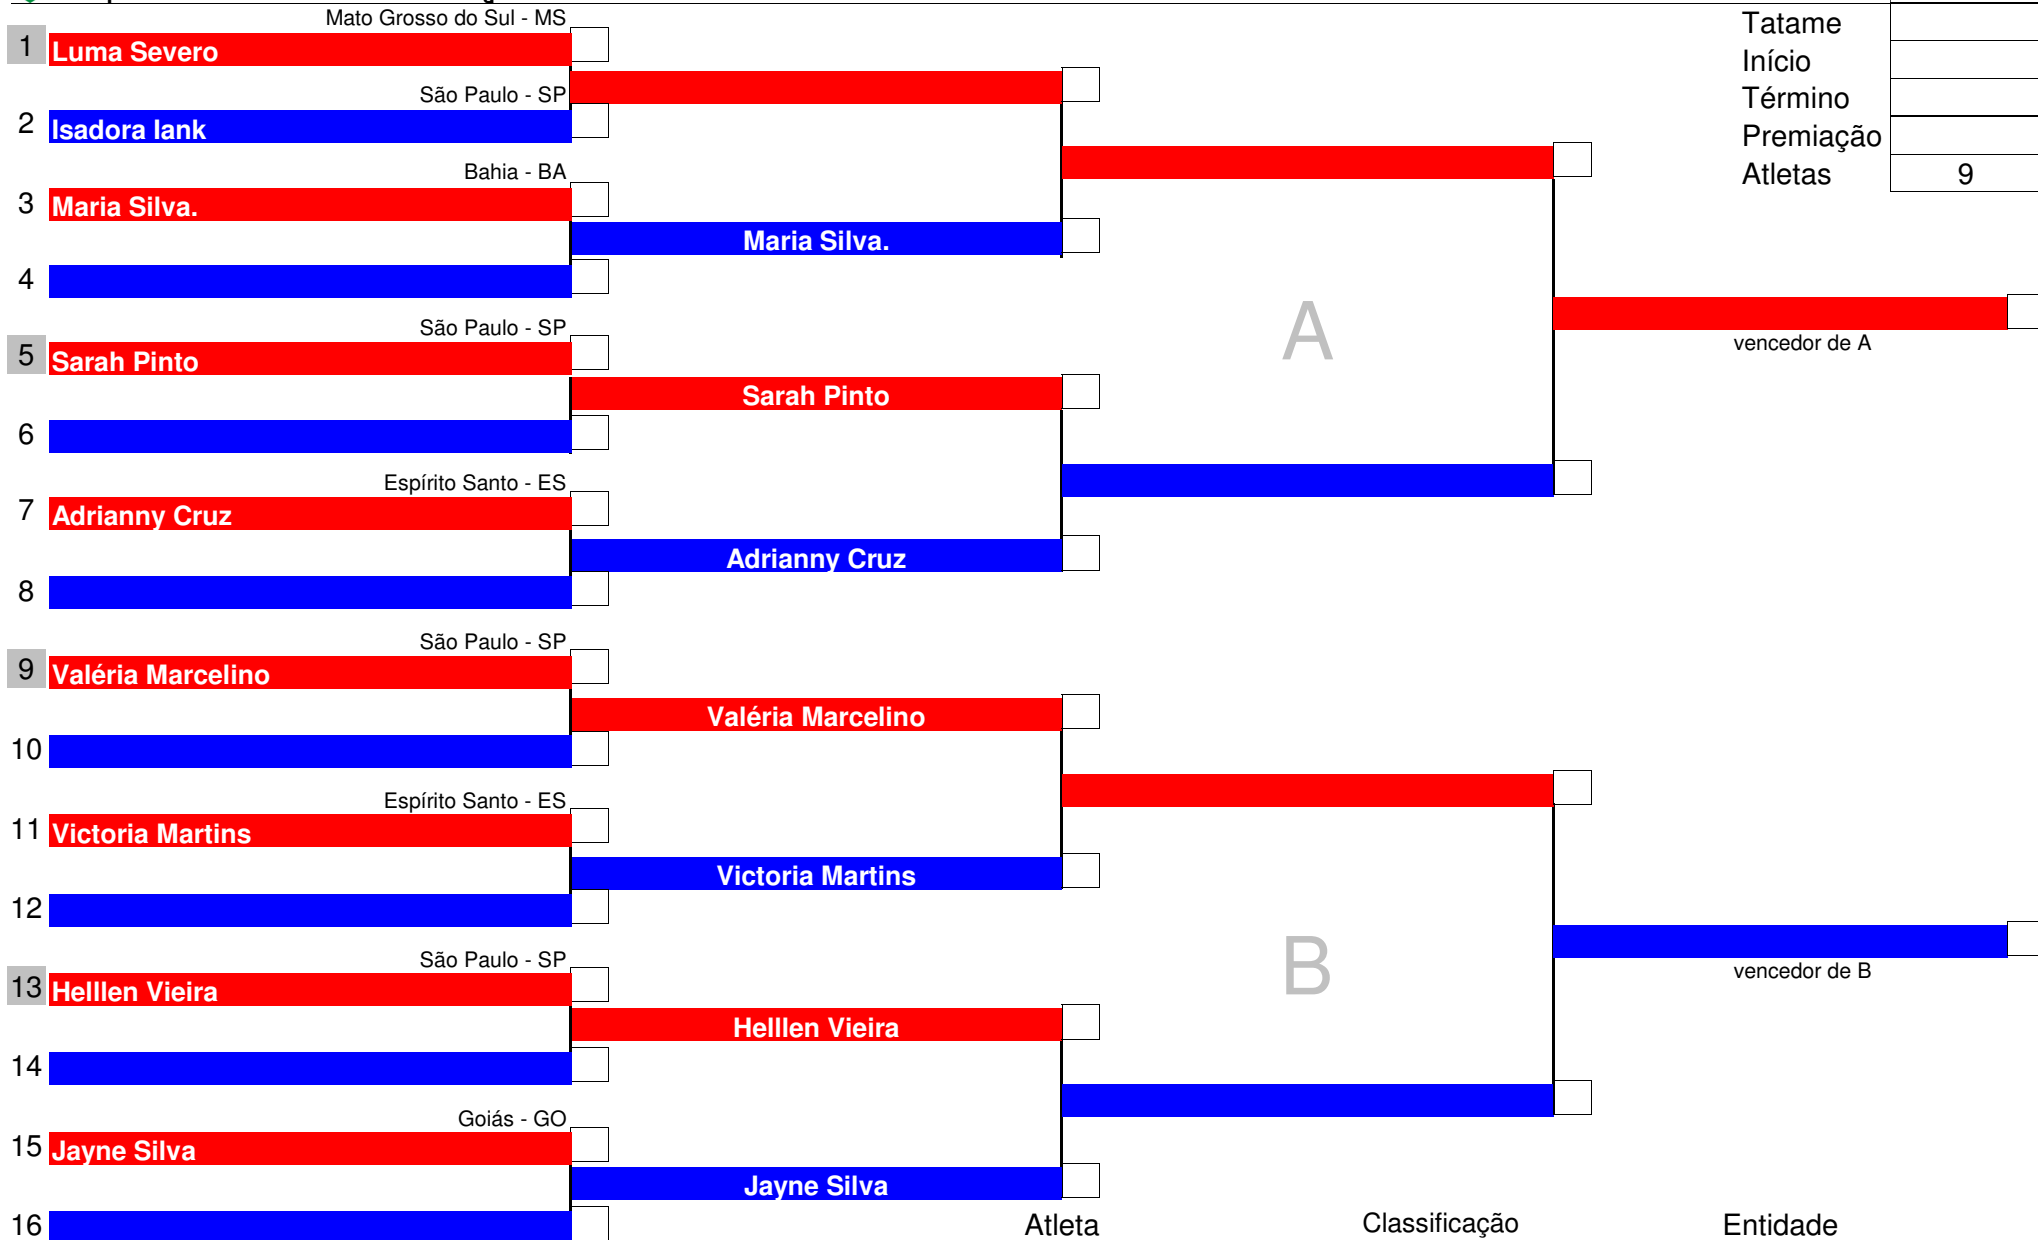 Mato Grosso do Sul - MS
Tatame
1 Luma Severo
Início
São Paulo - SP
Término
2 Isadora Iank
Premiação
Bahia - BA
Atletas 9
3 Maria Silva.
Maria Silva.
4
São Paulo - SP
A
vencedor de A
5 Sarah Pinto
Sarah Pinto
6
Espírito Santo - ES
7 Adrianny Cruz
Adrianny Cruz
8
São Paulo - SP
9 Valéria Marcelino
Valéria Marcelino
10
Espírito Santo - ES
11 Victoria Martins
Victoria Martins
12
São Paulo - SP
B
vencedor de B
13 Helllen Vieira
Helllen Vieira
14
Goiás - GO
15 Jayne Silva
Jayne Silva
16
Atleta Classificação Entidade